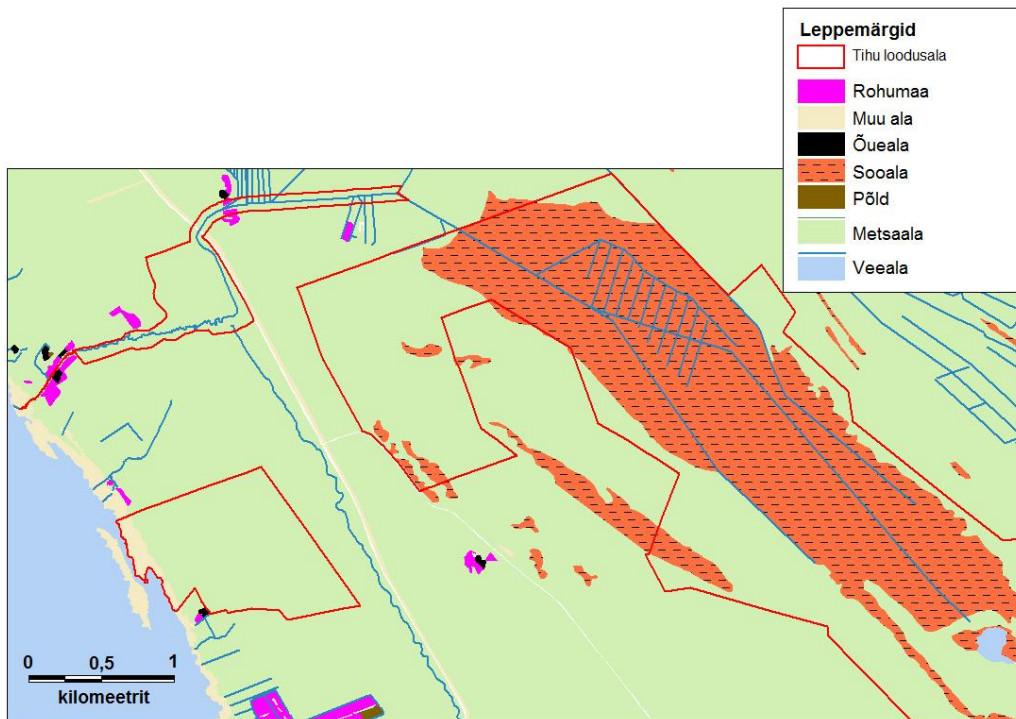 Leppemärgid
Tihu loodusala
Rohumaa
Muu ala
Õueala
Sooala
Põld
Metsaala
Veeala
0 0,5 1
kilomeetrit